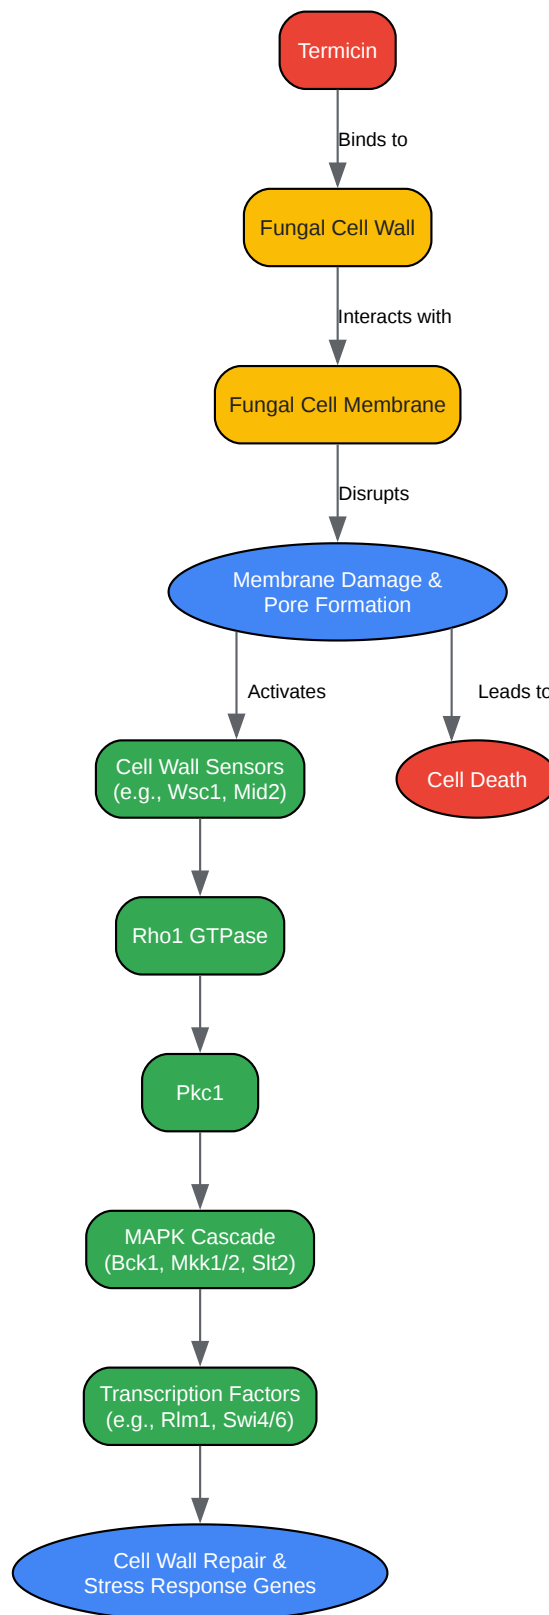 Termicin
Binds to
Fungal Cell Wall
Interacts with
Fungal Cell Membrane
Disrupts
Membrane Damage &
Pore Formation
Activates
Leads to
Cell Wall Sensors
(e.g., Wsc1, Mid2)
Cell Death
Rho1 GTPase
Pkc1
MAPK Cascade
(Bck1, Mkk1/2, Slt2)
Transcription Factors
(e.g., Rlm1, Swi4/6)
Cell Wall Repair &
Stress Response Genes